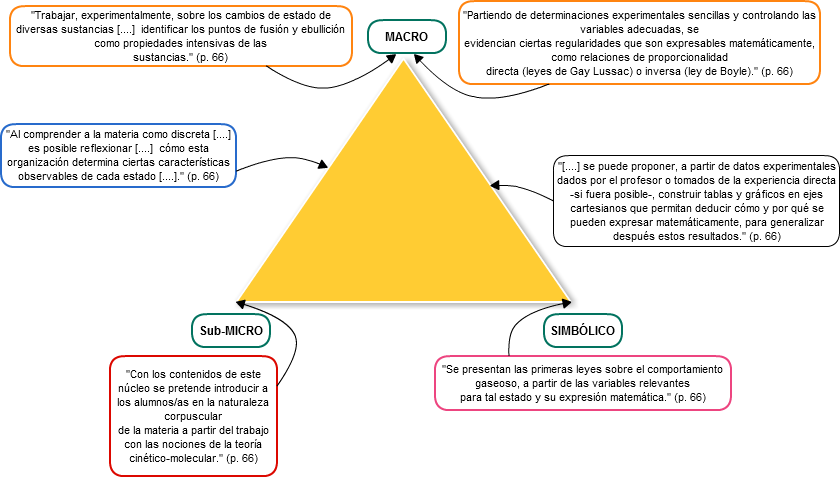 "Trabajar, experimentalmente, sobre los cambios de estado de
diversas sustancias [....]  identificar los puntos de fusión y ebullición
como propiedades intensivas de las
sustancias." (p. 66)
MACRO
"Partiendo de determinaciones experimentales sencillas y controlando las
variables adecuadas, se
evidencian ciertas regularidades que son expresables matemáticamente,
como relaciones de proporcionalidad
directa (leyes de Gay Lussac) o inversa (ley de Boyle)." (p. 66)
"Al comprender a la materia como discreta [....]
es posible reflexionar [....]  cómo esta
organización determina ciertas características
observables de cada estado [....]." (p. 66)
"[....] se puede proponer, a partir de datos experimentales
dados por el profesor o tomados de la experiencia directa
-si fuera posible-, construir tablas y gráficos en ejes
cartesianos que permitan deducir cómo y por qué se
pueden expresar matemáticamente, para generalizar
después estos resultados." (p. 66)
Sub-MICRO
SIMBÓLICO
"Con los contenidos de este
núcleo se pretende introducir a
los alumnos/as en la naturaleza
corpuscular
de la materia a partir del trabajo
con las nociones de la teoría
cinético-molecular." (p. 66)
"Se presentan las primeras leyes sobre el comportamiento
gaseoso, a partir de las variables relevantes
para tal estado y su expresión matemática." (p. 66)